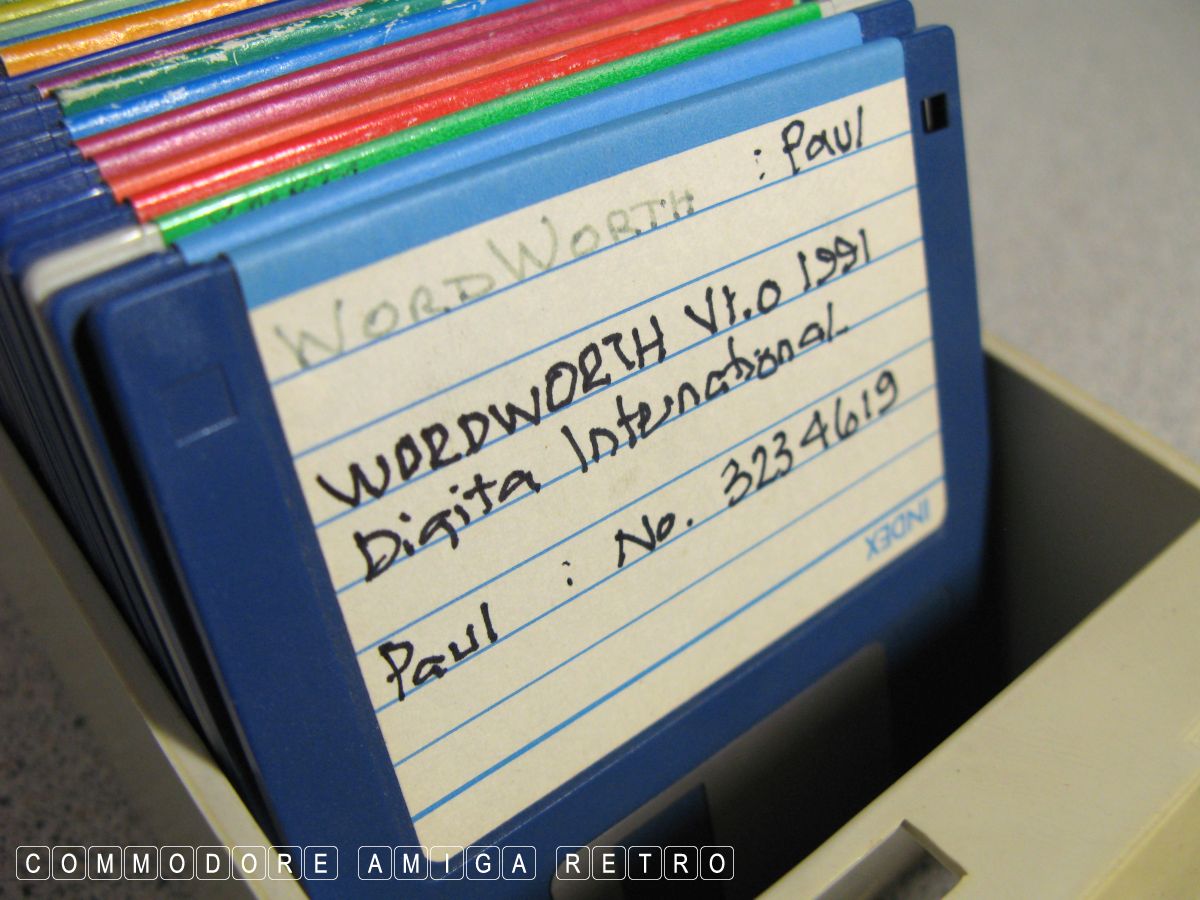 WORDWORTH : Paul
WORDWORTH V1.0 1991
Digita International.
Paul : No. 3234619
INDEX
COMMODORE AMIGA RETRO